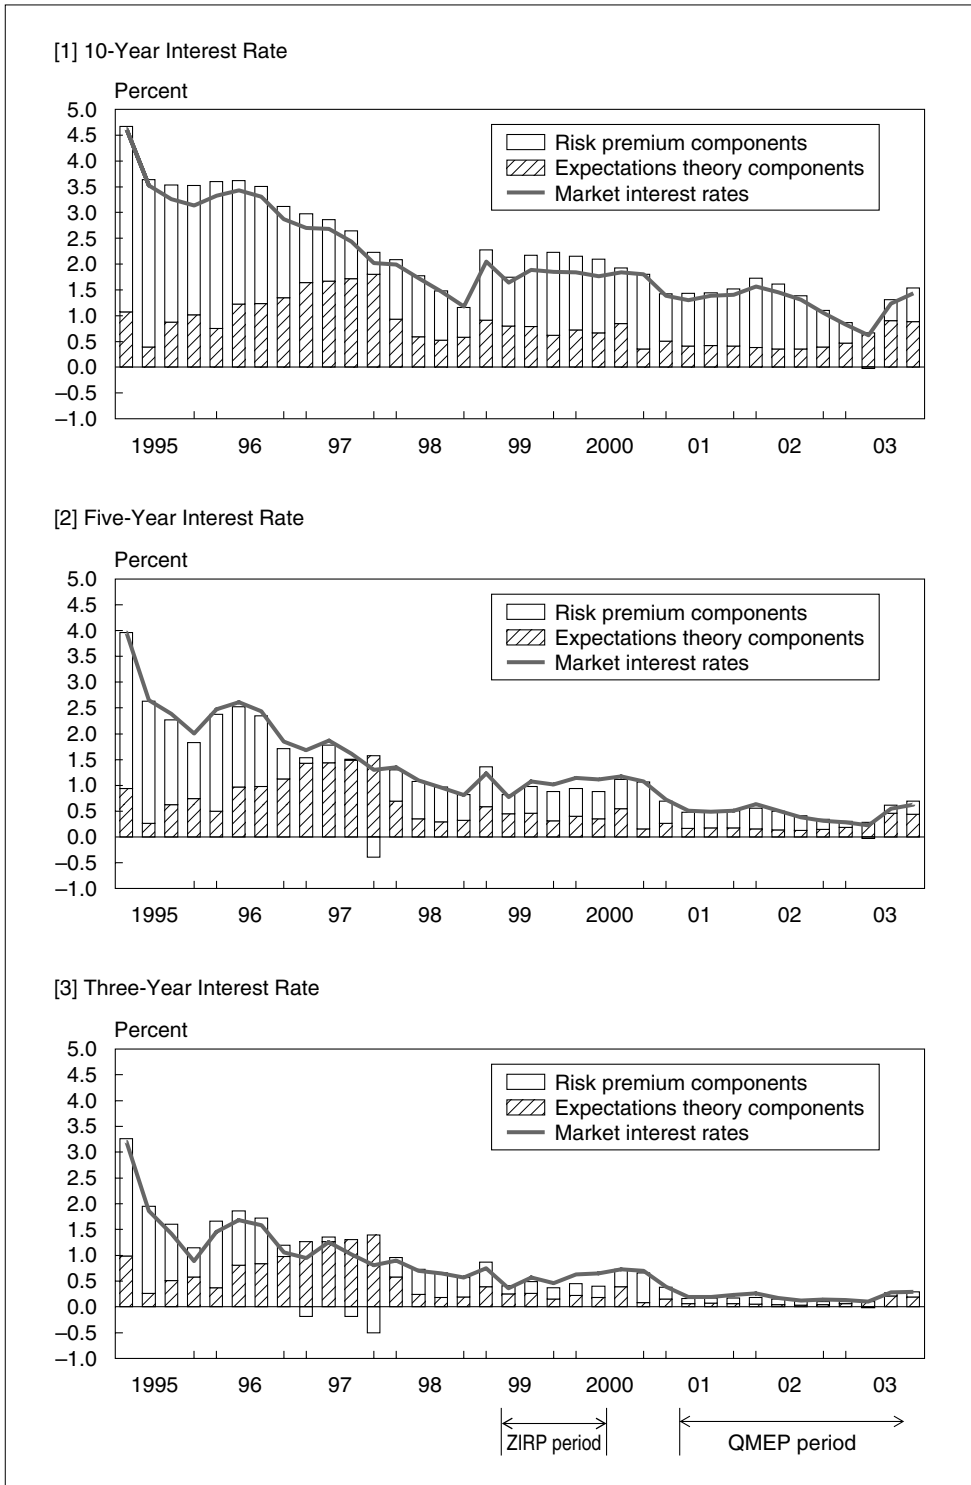 [1] 10-Year Interest Rate
Percent
5.0
4.5
4.0
3.5
3.0
2.5
2.0
1.5
1.0
0.5
0.0
–0.5
–1.0
Risk premium components
Expectations theory components
Market interest rates
1995 96 97 98 99 2000 01 02 03
[2] Five-Year Interest Rate
Percent
5.0
4.5
4.0
3.5
3.0
2.5
2.0
1.5
1.0
0.5
0.0
–0.5
–1.0
Risk premium components
Expectations theory components
Market interest rates
1995 96 97 98 99 2000 01 02 03
[3] Three-Year Interest Rate
Percent
5.0
4.5
4.0
3.5
3.0
2.5
2.0
1.5
1.0
0.5
0.0
–0.5
–1.0
Risk premium components
Expectations theory components
Market interest rates
1995 96 97 98 99 2000 01 02 03
ZIRP period QMEP period